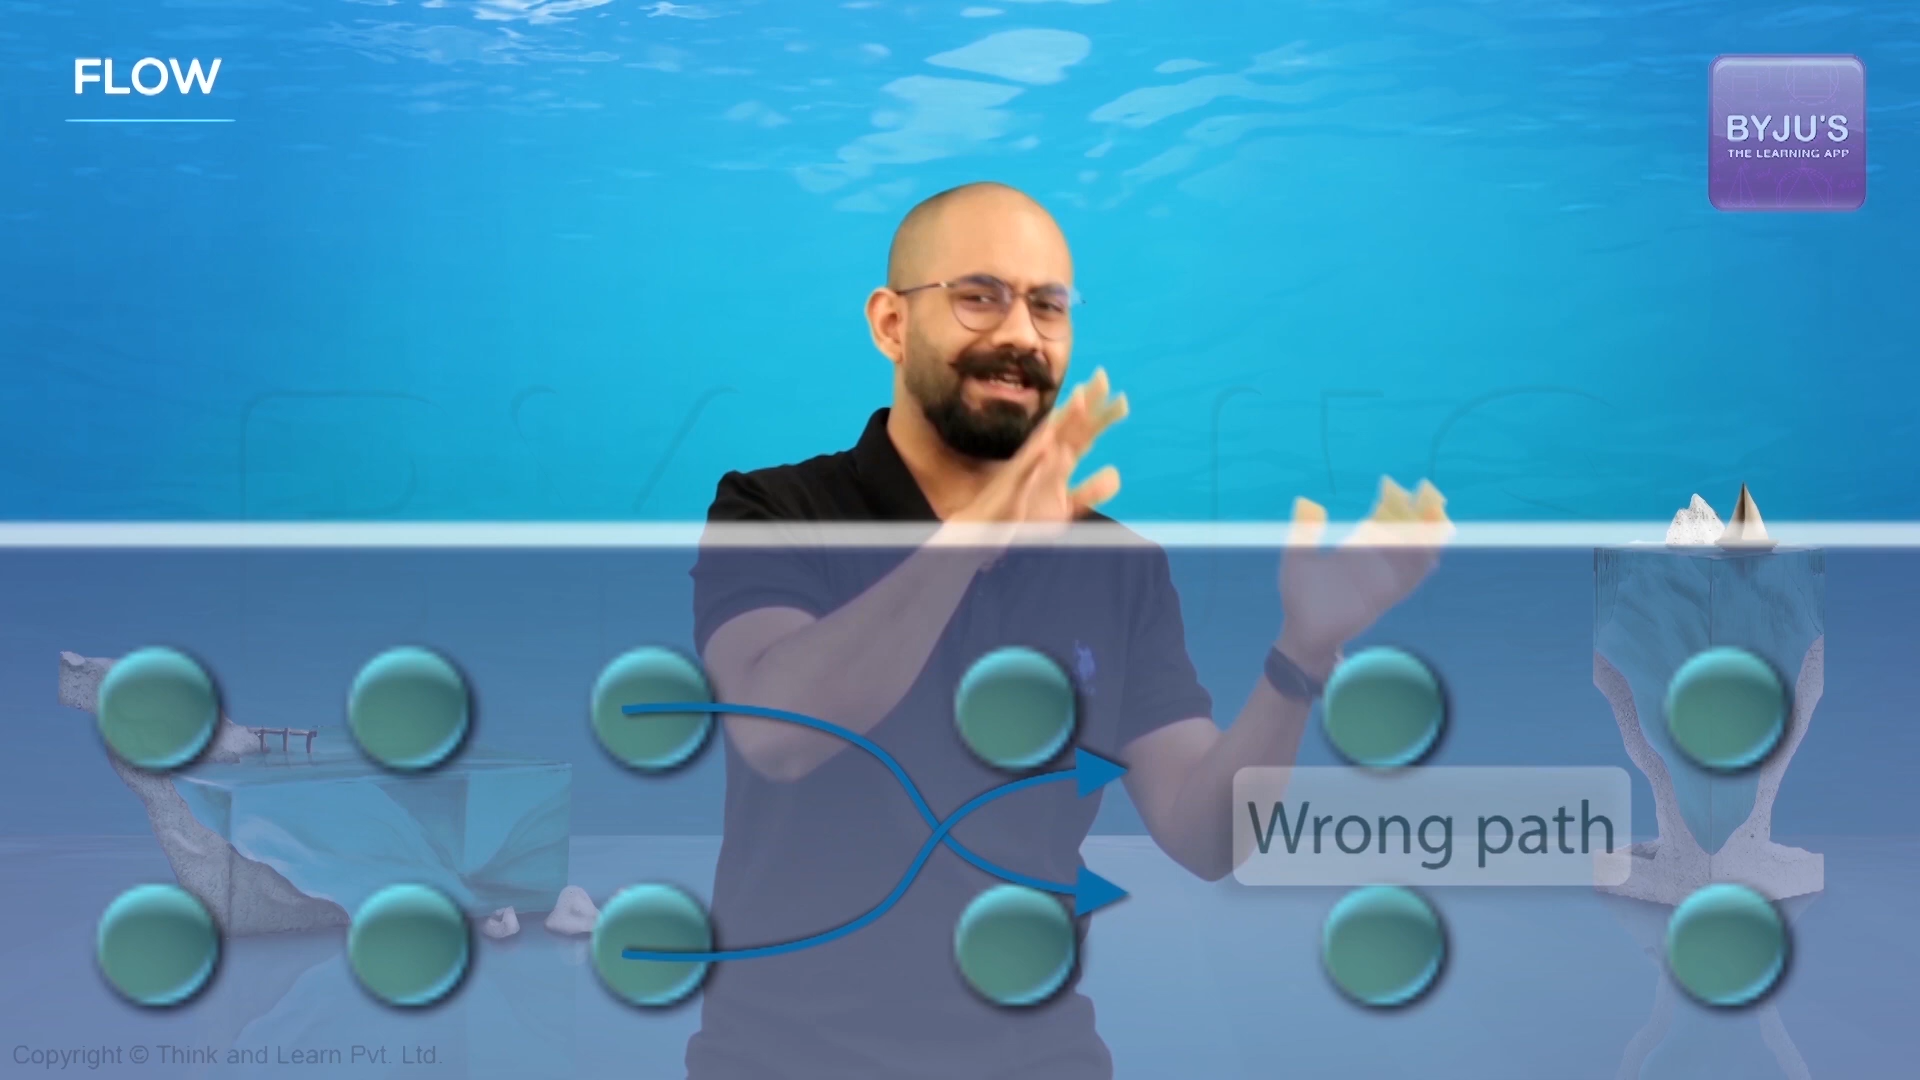 FLOW
BYJU'S
THE LEARNING APP
Wrong path
Copyright © Think and Learn Pvt. Ltd.